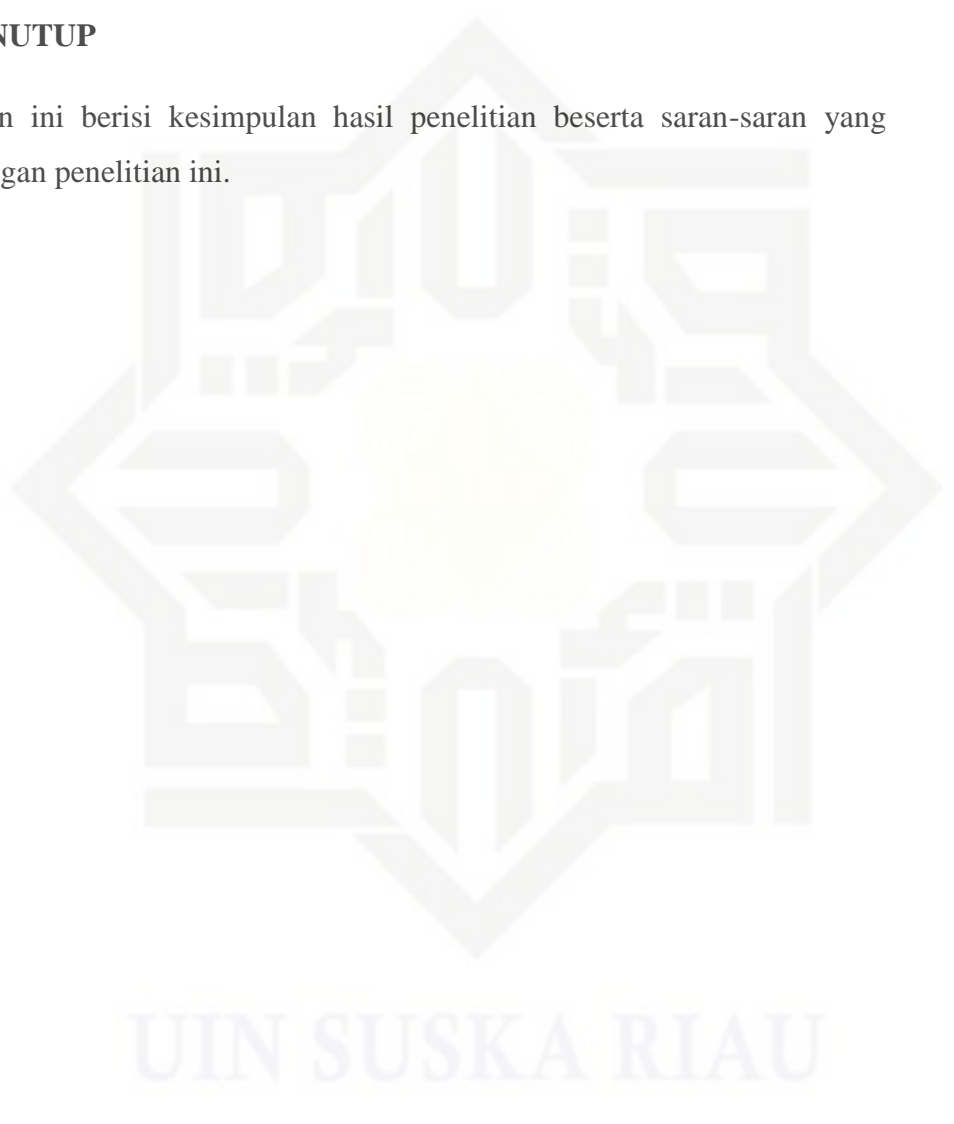 NUTUP
n ini berisi kesimpulan hasil penelitian beserta saran-saran yang
gan penelitian ini.
UIN SUSKA RIAU